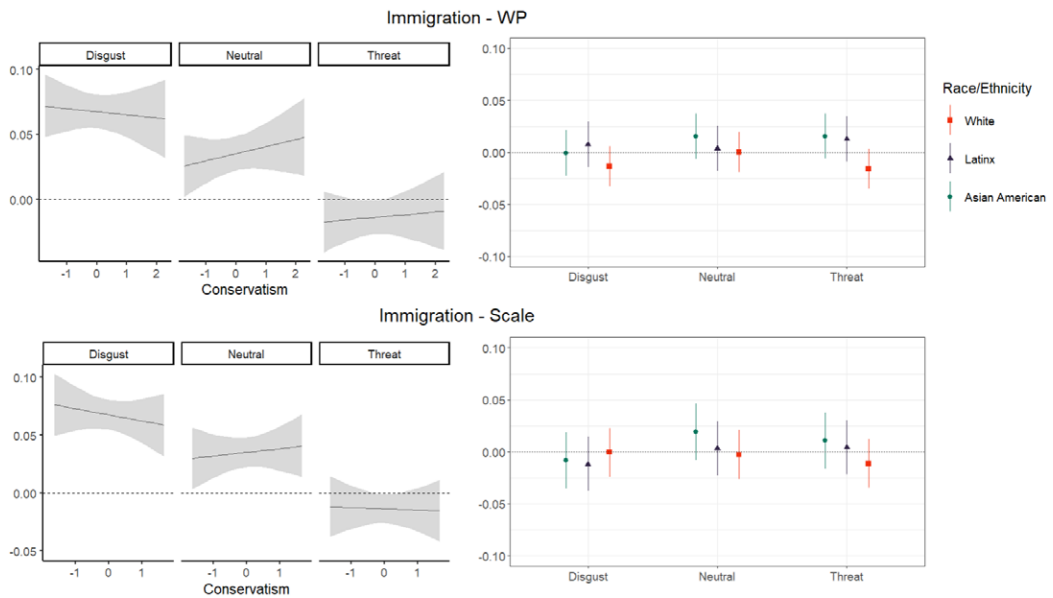 Immigration - WP
Disgust Neutral Threat
0.10
0.05
0.00
-1 0 1 2 -1 0 1 2 -1 0 1 2
Conservatism
0.10
0.05
0.00
-0.05
-0.10
Disgust Neutral Threat
Race/Ethnicity
White
Latinx
Asian American
Immigration - Scale
Disgust Neutral Threat
0.10
0.05
0.00
-0.05
-1 0 1 -1 0 1 -1 0 1
Conservatism
0.10
0.05
0.00
-0.05
-0.10
Disgust Neutral Threat